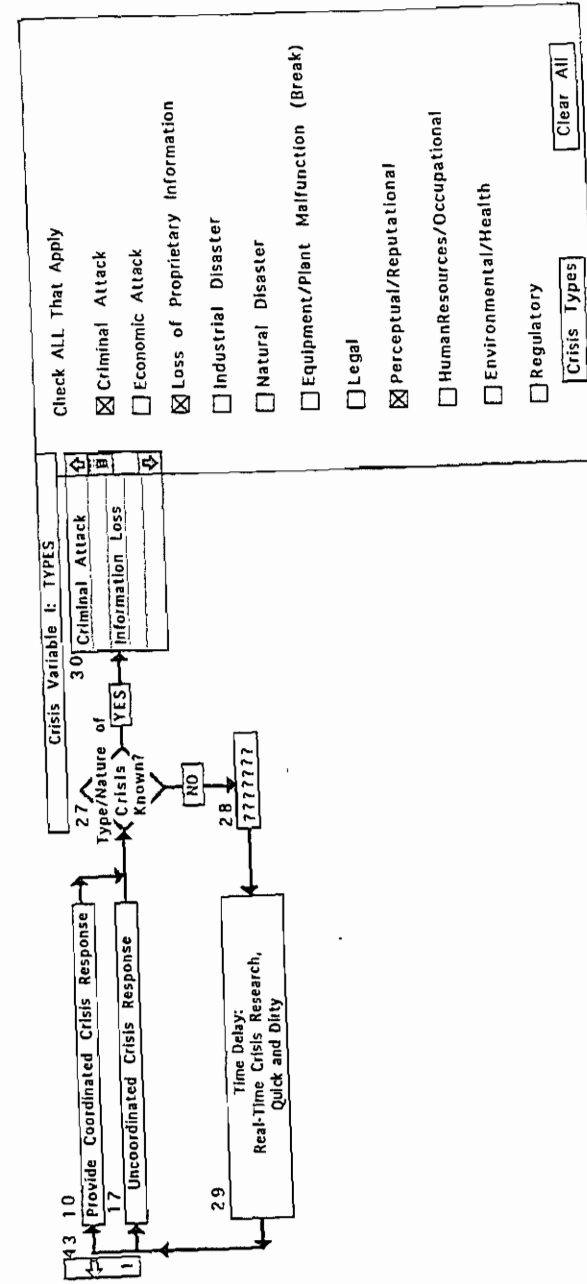 43
1
10
Provide Coordinated Crisis Response
17
Uncoordinated Crisis Response
Crisis Variable I: TYPES
27
Type/Nature of
Crisis
Known?
YES
NO
30
Criminal Attack
Information Loss
28
???????
29
Time Delay:
Real-Time Crisis Research,
Quick and Dirty
Check ALL That Apply
Criminal Attack
Economic Attack
Loss of Proprietary Information
Industrial Disaster
Natural Disaster
Equipment/Plant Malfunction (Break)
Legal
Perceptual/Reputational
HumanResources/Occupational
Environmental/Health
Regulatory
Crisis Types
Clear All